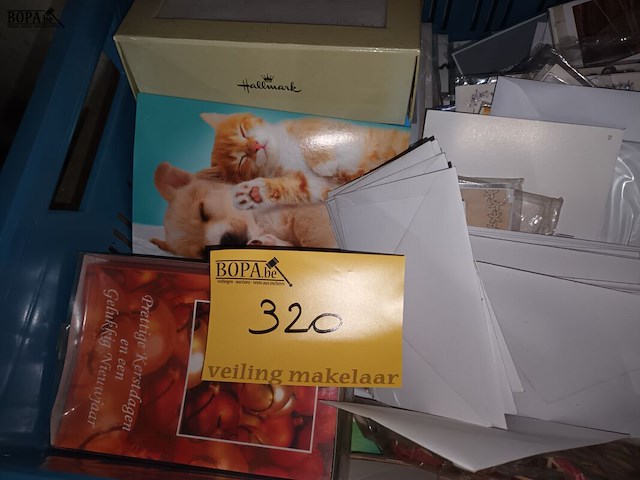 BOPA.be
Hallmark
BOPA.be
320
veiling makelaar
Prettige Kerstdagen
en een
Gelukkig Nieuwjaar